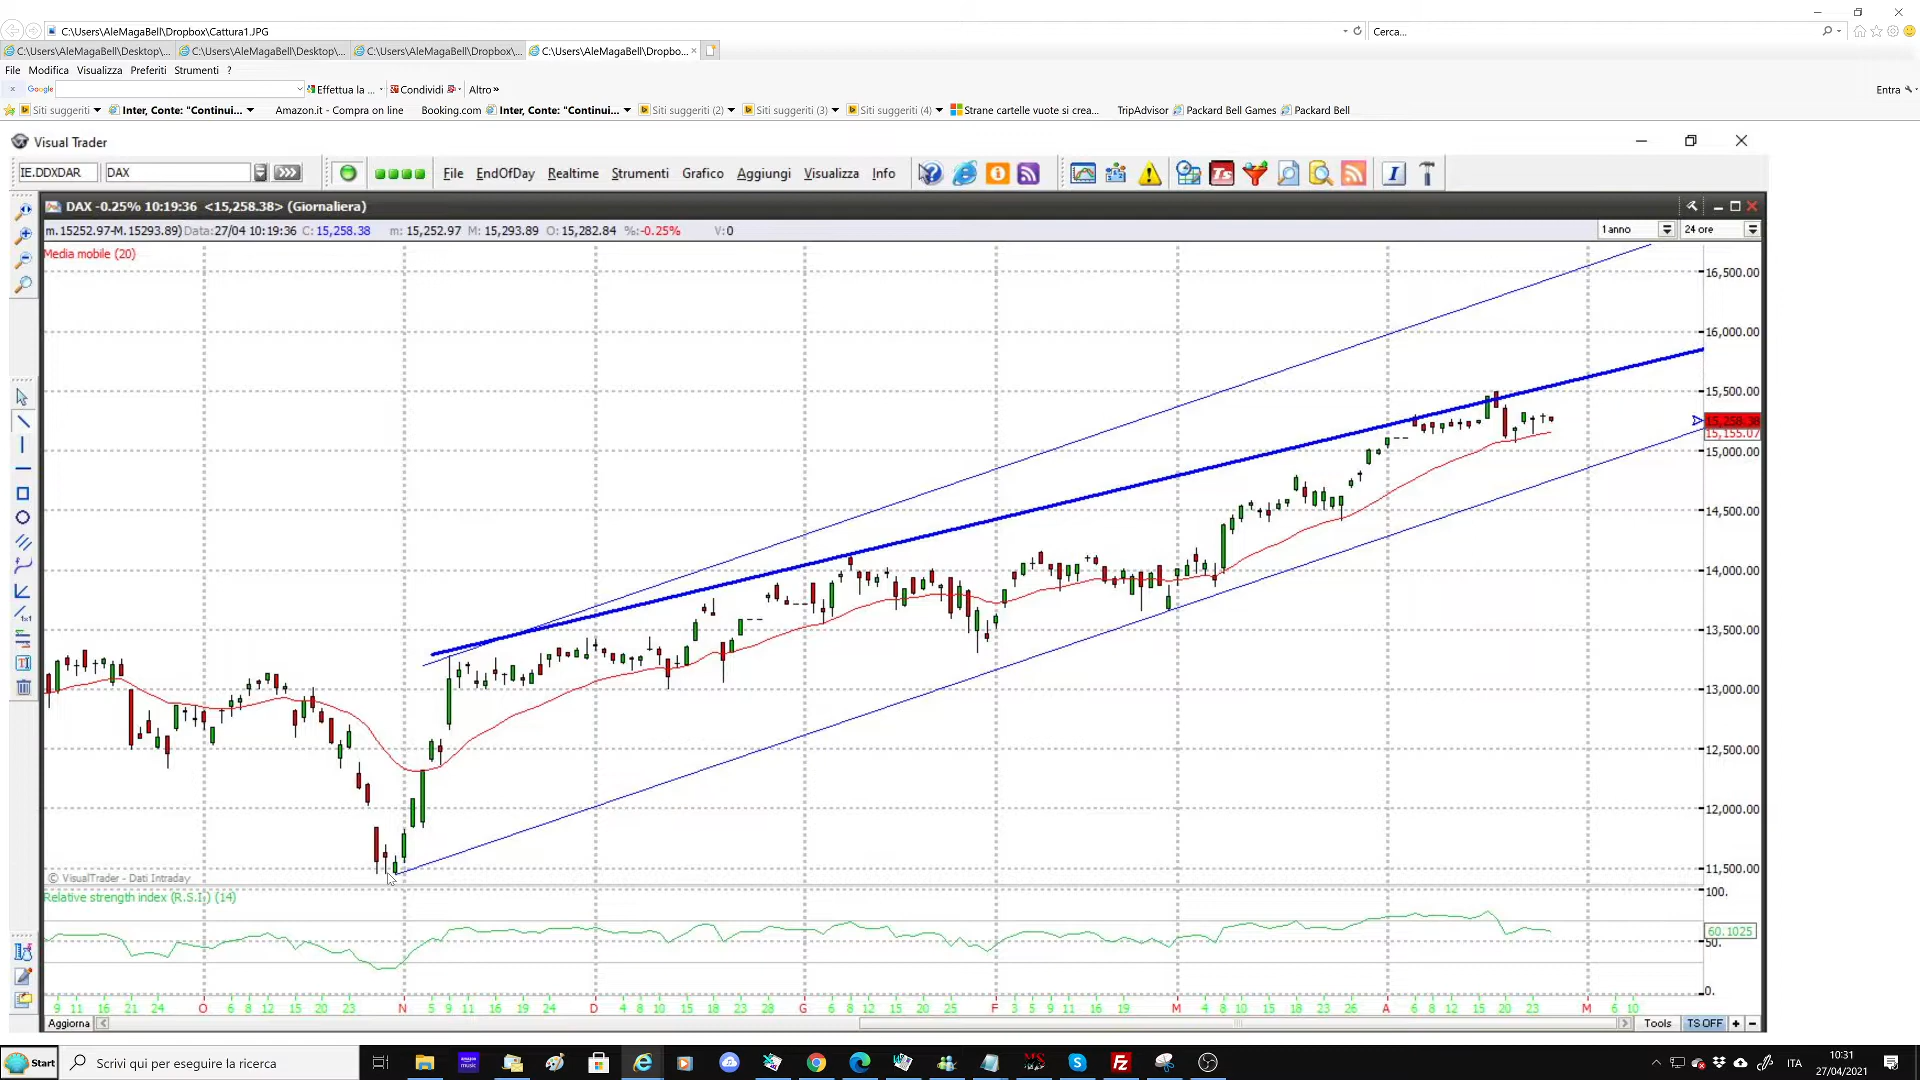 C:\Users\AleMagaBell\Dropbox\Cattura1.JPG
Cerca...
C:\Users\AleMagaBell\Desktop\... C:\Users\AleMagaBell\Desktop\... C:\Users\AleMagaBell\Dropbox\... C:\Users\AleMagaBell\Dropbo...
File Modifica Visualizza Preferiti Strumenti ?
Google Effettua la ... Condividi Altro»
Entra
Siti suggeriti Inter, Conte: "Continui... Amazon.it - Compra on line Booking.com Inter, Conte: "Continui... Siti suggeriti (2) Siti suggeriti (3) Siti suggeriti (4) Strane cartelle vuote si crea... TripAdvisor Packard Bell Games Packard Bell
Visual Trader
IE.DDXDAR DAX File EndOfDay Realtime Strumenti Grafico Aggiungi Visualizza Info Ts I
DAX -0.25% 10:19:36 <15,258.38> (Giornaliera)
m.15252.97-M.15293.89) Data:27/04 10:19:36 C: 15,258.38 m: 15,252.97 M: 15,293.89 O: 15,282.84 %:-0.25% V:0 1 anno 24 ore
Media mobile (20)
16,500.00
16,000.00
15,500.00
15,258.38
15,155.07
15,000.00
14,500.00
14,000.00
13,500.00
13,000.00
12,500.00
12,000.00
11,500.00
© VisualTrader - Dati Intraday
Relative strength index (R.S.I.) (14)
100.
60.1025
50.
0.
9 11 16 21 24 O 6 8 12 15 20 23 N 5 9 11 16 19 24 D 4 8 10 15 18 23 28 G 6 8 12 15 20 25 F 3 5 9 11 16 19 M 4 8 10 15 18 23 26 A 6 8 12 15 20 23 M 6 10
Aggiorna Tools TS OFF + −
Start Scrivi qui per eseguire la ricerca ITA 10:31
27/04/2021